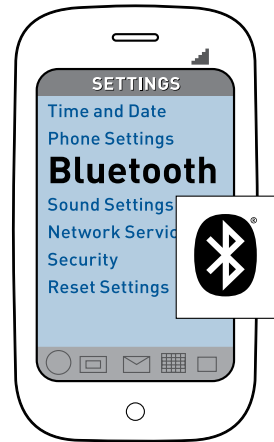 SETTINGS
Time and Date
Phone Settings
Bluetooth
Sound Settings
Network Servic
Security
Reset Settings
®